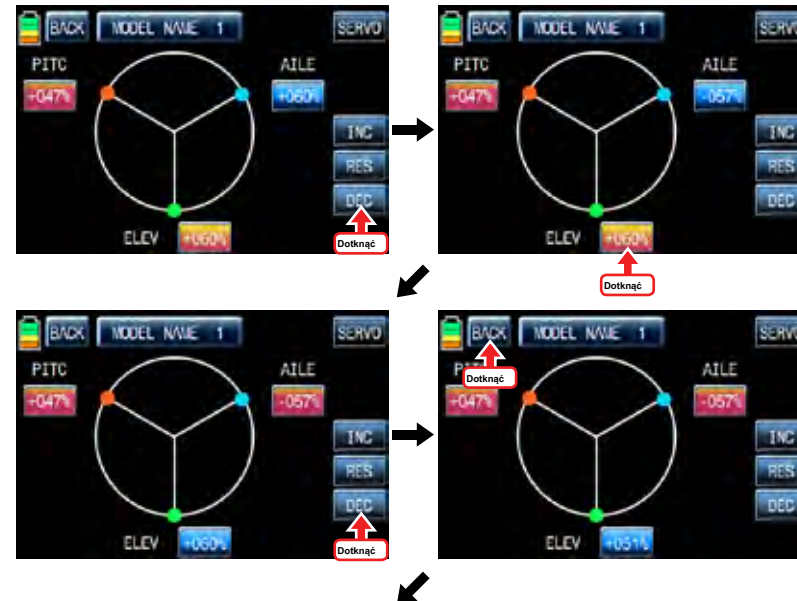 BACK MODEL NAME 1 SERVO
PITC AILE
+047% +060%
INC
RES
DEC
ELEV +060%
Dotknąć
BACK MODEL NAME 1 SERVO
PITC AILE
+047% -057%
INC
RES
DEC
ELEV +060%
Dotknąć
BACK MODEL NAME 1 SERVO
PITC AILE
+047% -057%
INC
RES
DEC
ELEV +060%
Dotknąć
BACK MODEL NAME 1 SERVO
Dotknąć
AILE
+047% -057%
INC
RES
DEC
ELEV +051%